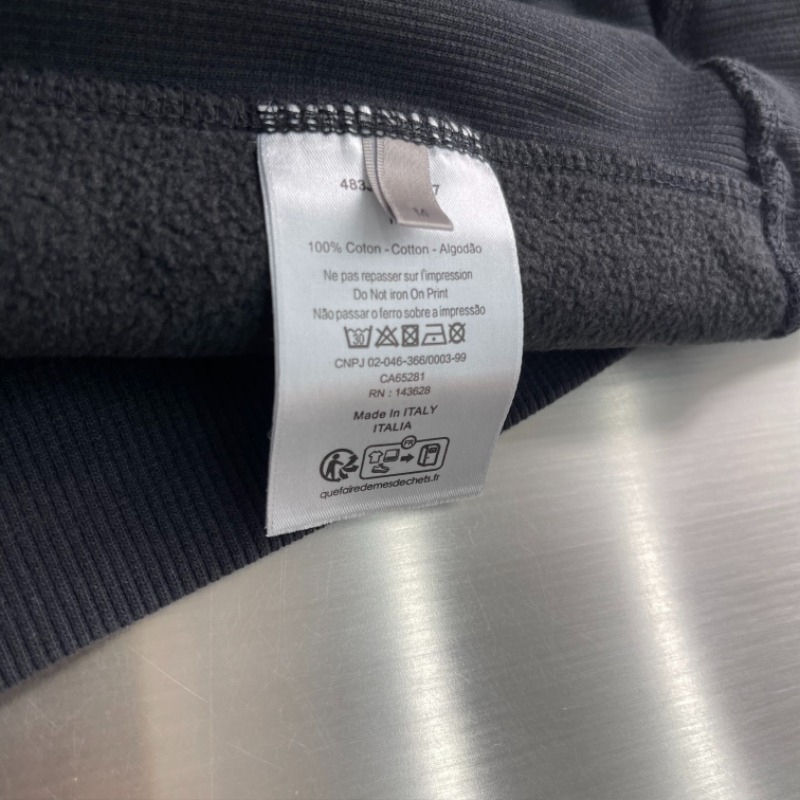 100% Coton - Cotton - Algodão
Ne pas repasser sur l'impression
Do Not iron On Print
Não passar o ferro sobre a impressão
30
CNPJ 02-046-366/0003-99
CA65281
RN : 143628
Made In ITALY
ITALIA
FR
quefairedemesdechets.fr